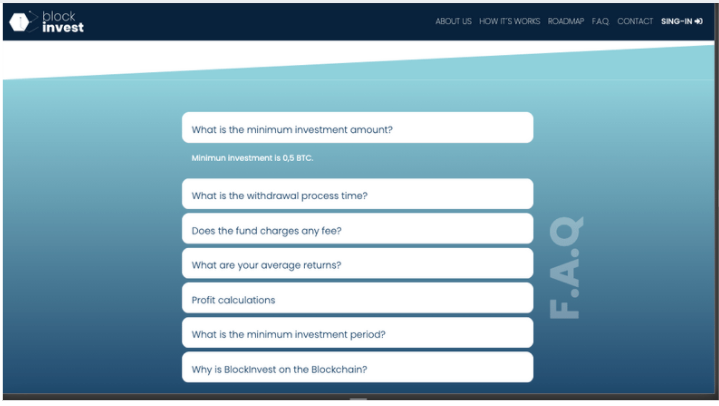 block
invest
ABOUT US HOW IT'S WORKS ROADMAP F.A.Q. CONTACT SING-IN
What is the minimum investment amount?
Minimun investment is 0,5 BTC.
What is the withdrawal process time?
Does the fund charges any fee?
What are your average returns?
Profit calculations
What is the minimum investment period?
Why is BlockInvest on the Blockchain?
F.A.Q